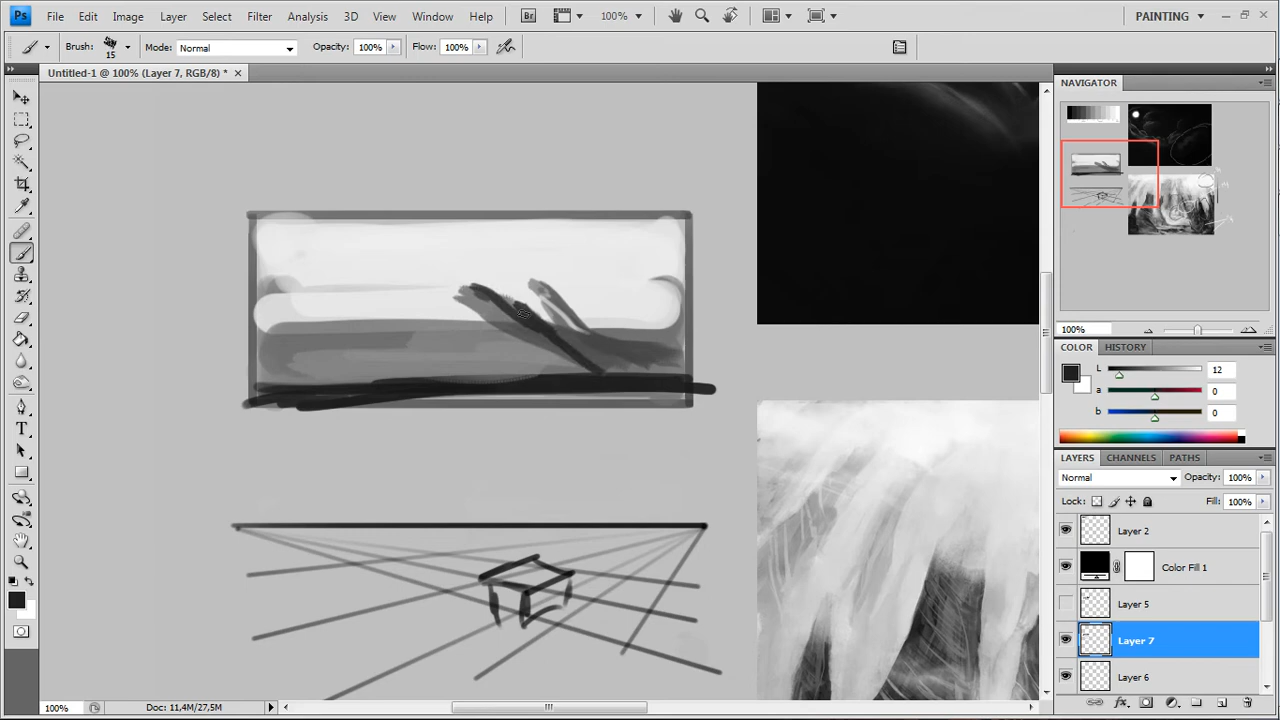 Ps File Edit Image Layer Select Filter Analysis 3D View Window Help Br 100% PAINTING
Brush: 15 Mode: Normal Opacity: 100% Flow: 100%
Untitled-1 @ 100% (Layer 7, RGB/8) *
NAVIGATOR
100%
COLOR HISTORY
L 12
a 0
b 0
LAYERS CHANNELS PATHS
Normal Opacity: 100%
Lock: Fill: 100%
Layer 2
Color Fill 1
Layer 5
Layer 7
Layer 6
T
100% Doc: 11,4M/27,5M